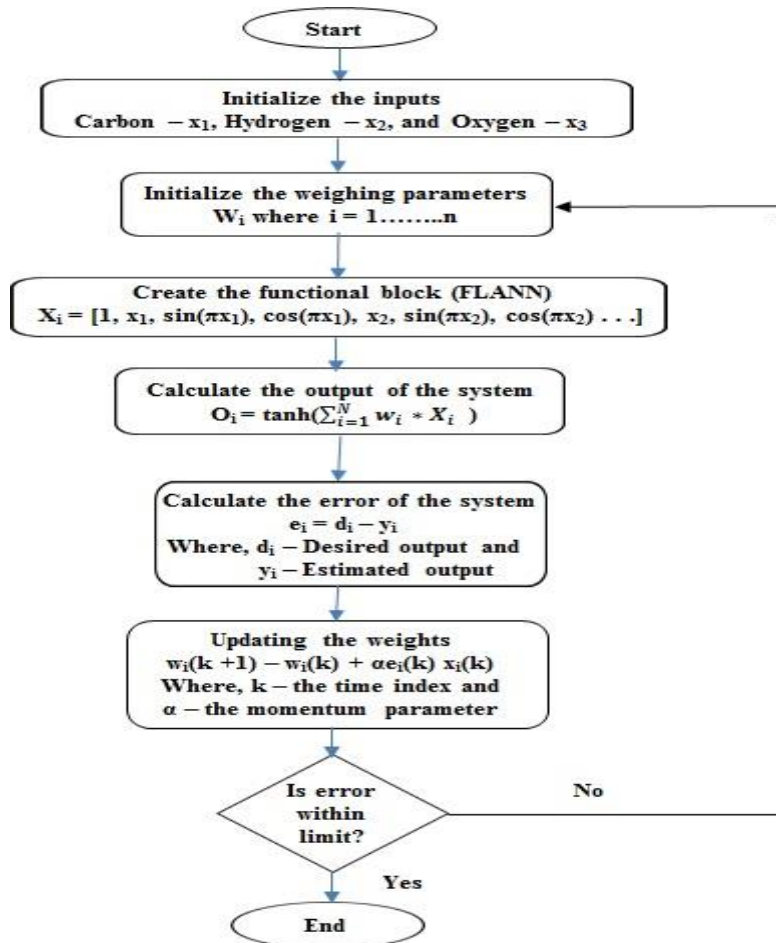 Start
Initialize the inputs
Carbon – x₁, Hydrogen – x₂, and Oxygen – x₃
Initialize the weighing parameters
Wᵢ where i = 1........n
Create the functional block (FLANN)
Xᵢ = [1, x₁, sin(πx₁), cos(πx₁), x₂, sin(πx₂), cos(πx₂) . . .]
Calculate the output of the system
Oᵢ = tanh(∑ᵢ₌₁ᴺ wᵢ * Xᵢ )
Calculate the error of the system
eᵢ = dᵢ – yᵢ
Where, dᵢ – Desired output and
yᵢ – Estimated output
Updating the weights
wᵢ(k +1) – wᵢ(k) + αeᵢ(k) xᵢ(k)
Where, k – the time index and
α – the momentum parameter
Is error
within
limit?
No
Yes
End